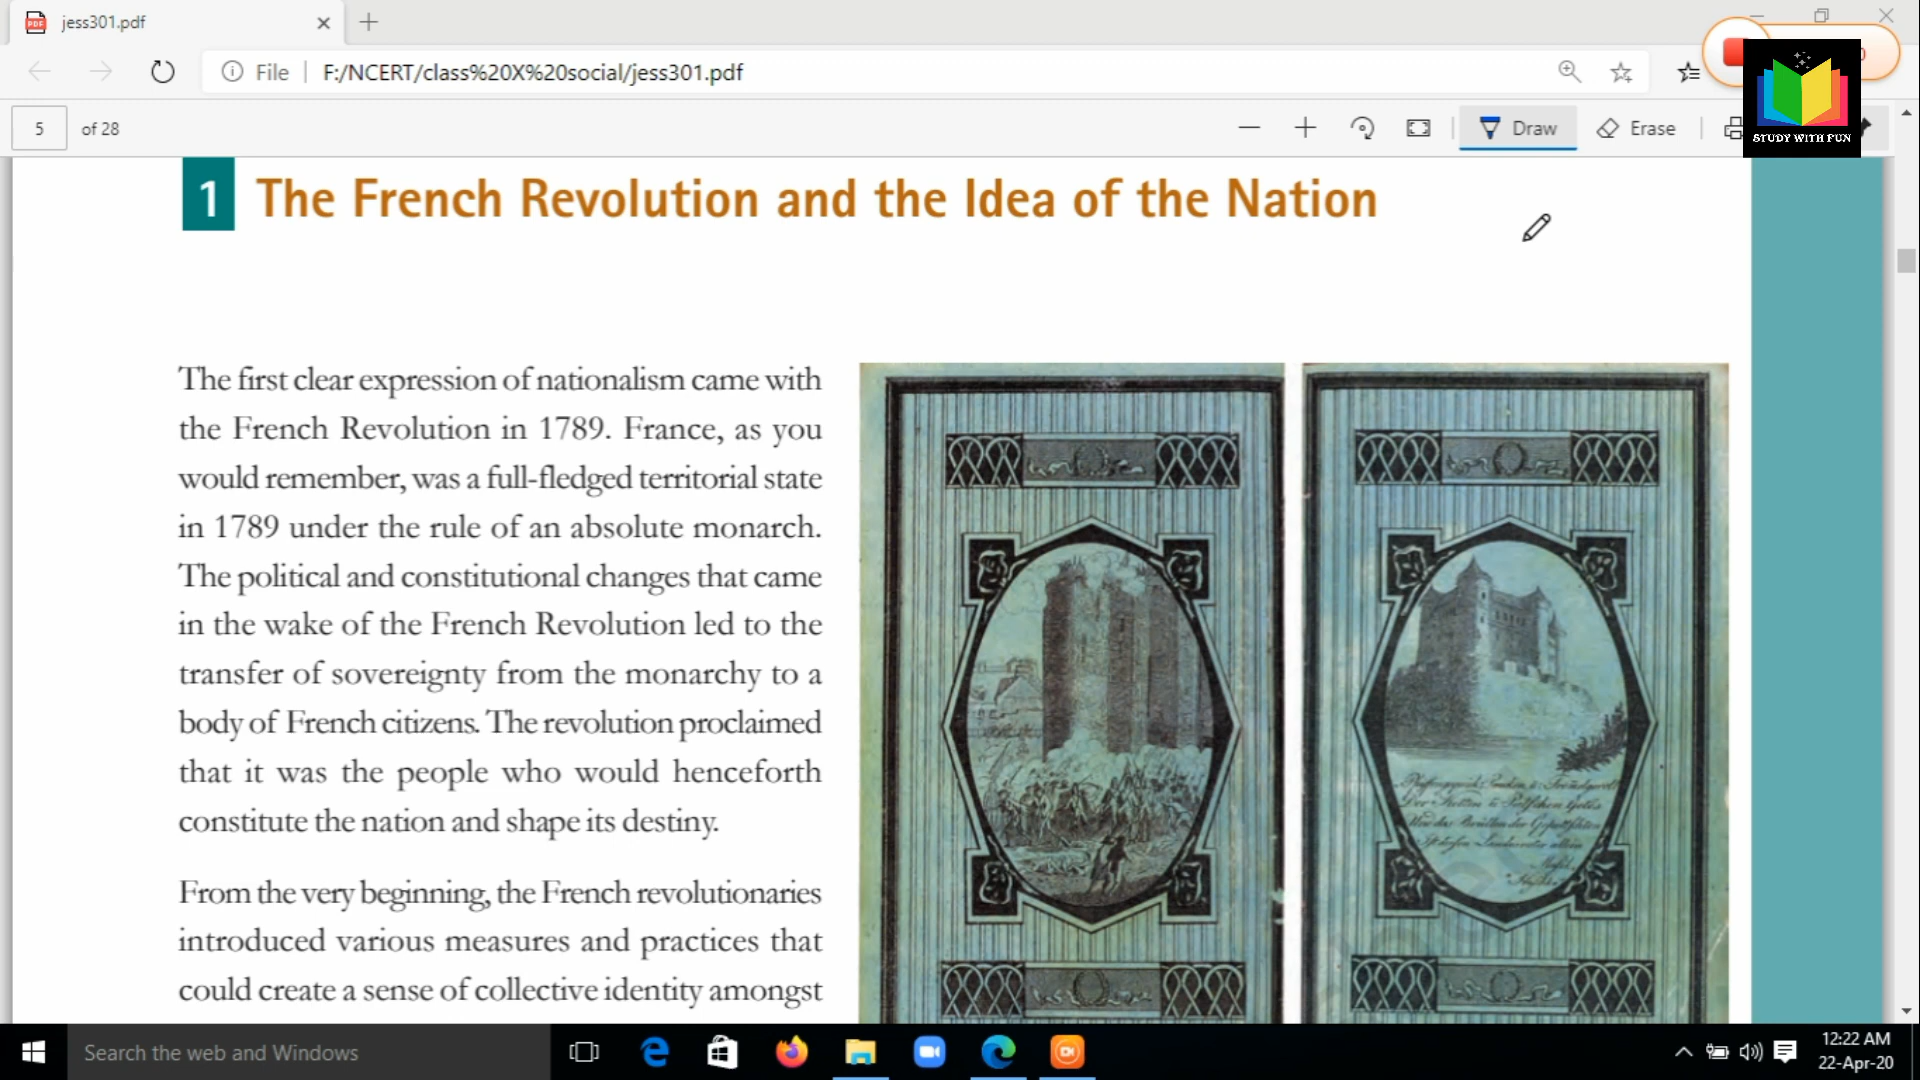 jess301.pdf
File
F:/NCERT/class%20X%20social/jess301.pdf
STUDY WITH FUN
5 of 28
Draw
Erase
1 The French Revolution and the Idea of the Nation
The first clear expression of nationalism came with
the French Revolution in 1789. France, as you
would remember, was a full-fledged territorial state
in 1789 under the rule of an absolute monarch.
The political and constitutional changes that came
in the wake of the French Revolution led to the
transfer of sovereignty from the monarchy to a
body of French citizens. The revolution proclaimed
that it was the people who would henceforth
constitute the nation and shape its destiny.
From the very beginning, the French revolutionaries
introduced various measures and practices that
could create a sense of collective identity amongst
Search the web and Windows
12:22 AM
22-Apr-20